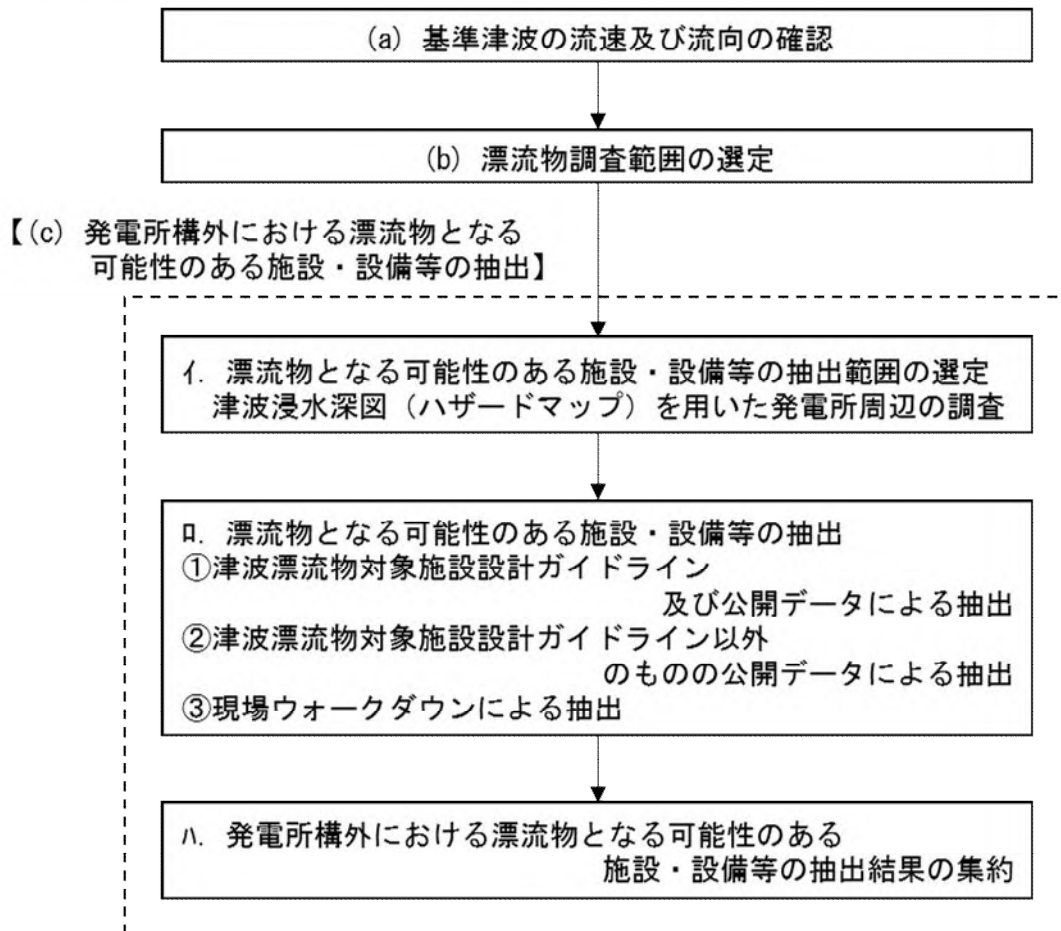 (a) 基準津波の流速及び流向の確認
(b) 漂流物調査範囲の選定
【(c) 発電所構外における漂流物となる
可能性のある施設・設備等の抽出】
ｲ. 漂流物となる可能性のある施設・設備等の抽出範囲の選定
津波浸水深図（ハザードマップ）を用いた発電所周辺の調査
ﾛ. 漂流物となる可能性のある施設・設備等の抽出
①津波漂流物対象施設設計ガイドライン
及び公開データによる抽出
②津波漂流物対象施設設計ガイドライン以外
のものの公開データによる抽出
③現場ウォークダウンによる抽出
ﾊ. 発電所構外における漂流物となる可能性のある
施設・設備等の抽出結果の集約